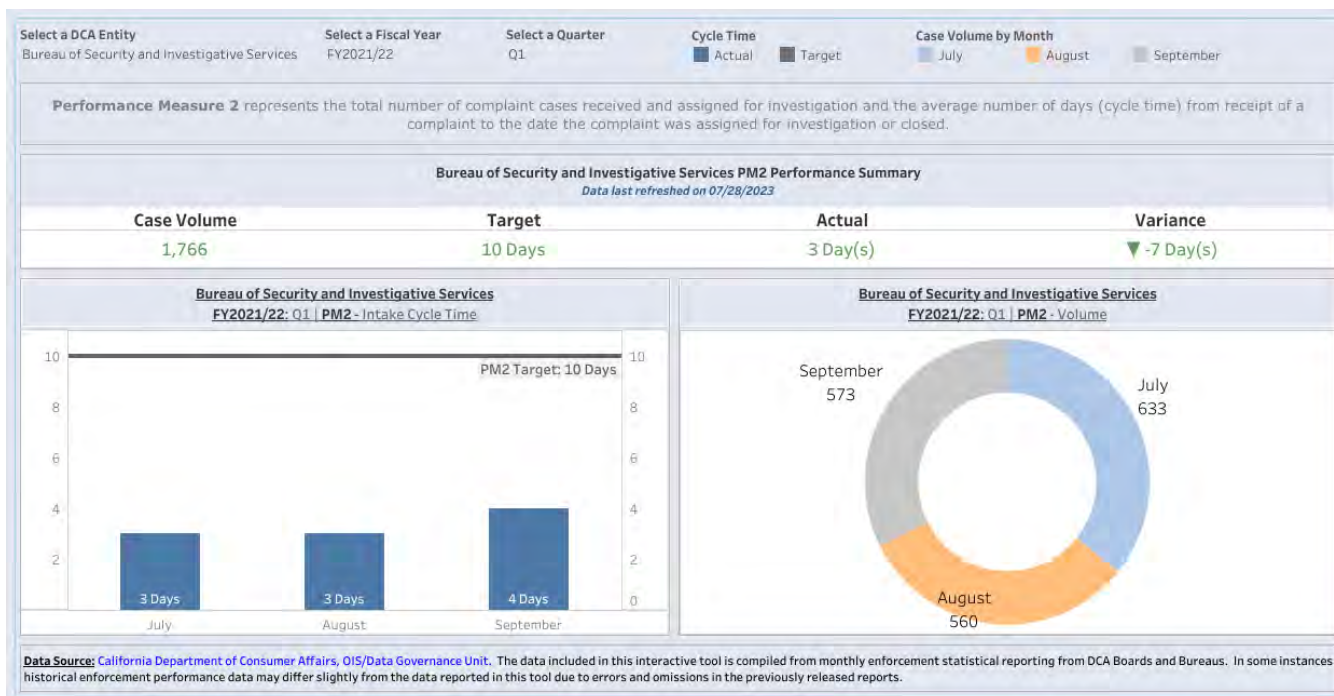 Select a DCA Entity
Bureau of Security and Investigative Services
Select a Fiscal Year
FY2021/22
Select a Quarter
Q1
Cycle Time
Actual Target
Case Volume by Month
July August September
Performance Measure 2 represents the total number of complaint cases received and assigned for investigation and the average number of days (cycle time) from receipt of a
complaint to the date the complaint was assigned for investigation or closed.
Bureau of Security and Investigative Services PM2 Performance Summary
Data last refreshed on 07/28/2023
Case Volume Target Actual Variance
1,766 10 Days 3 Day(s) ▼ -7 Day(s)
Bureau of Security and Investigative Services
FY2021/22: Q1 | PM2 - Intake Cycle Time
10 10
PM2 Target: 10 Days
8 8
6 6
4 4
2 2
3 Days 3 Days 4 Days 0
July August September
Bureau of Security and Investigative Services
FY2021/22: Q1 | PM2 - Volume
September
573
July
633
August
560
Data Source: California Department of Consumer Affairs, OIS/Data Governance Unit. The data included in this interactive tool is compiled from monthly enforcement statistical reporting from DCA Boards and Bureaus. In some instances
historical enforcement performance data may differ slightly from the data reported in this tool due to errors and omissions in the previously released reports.